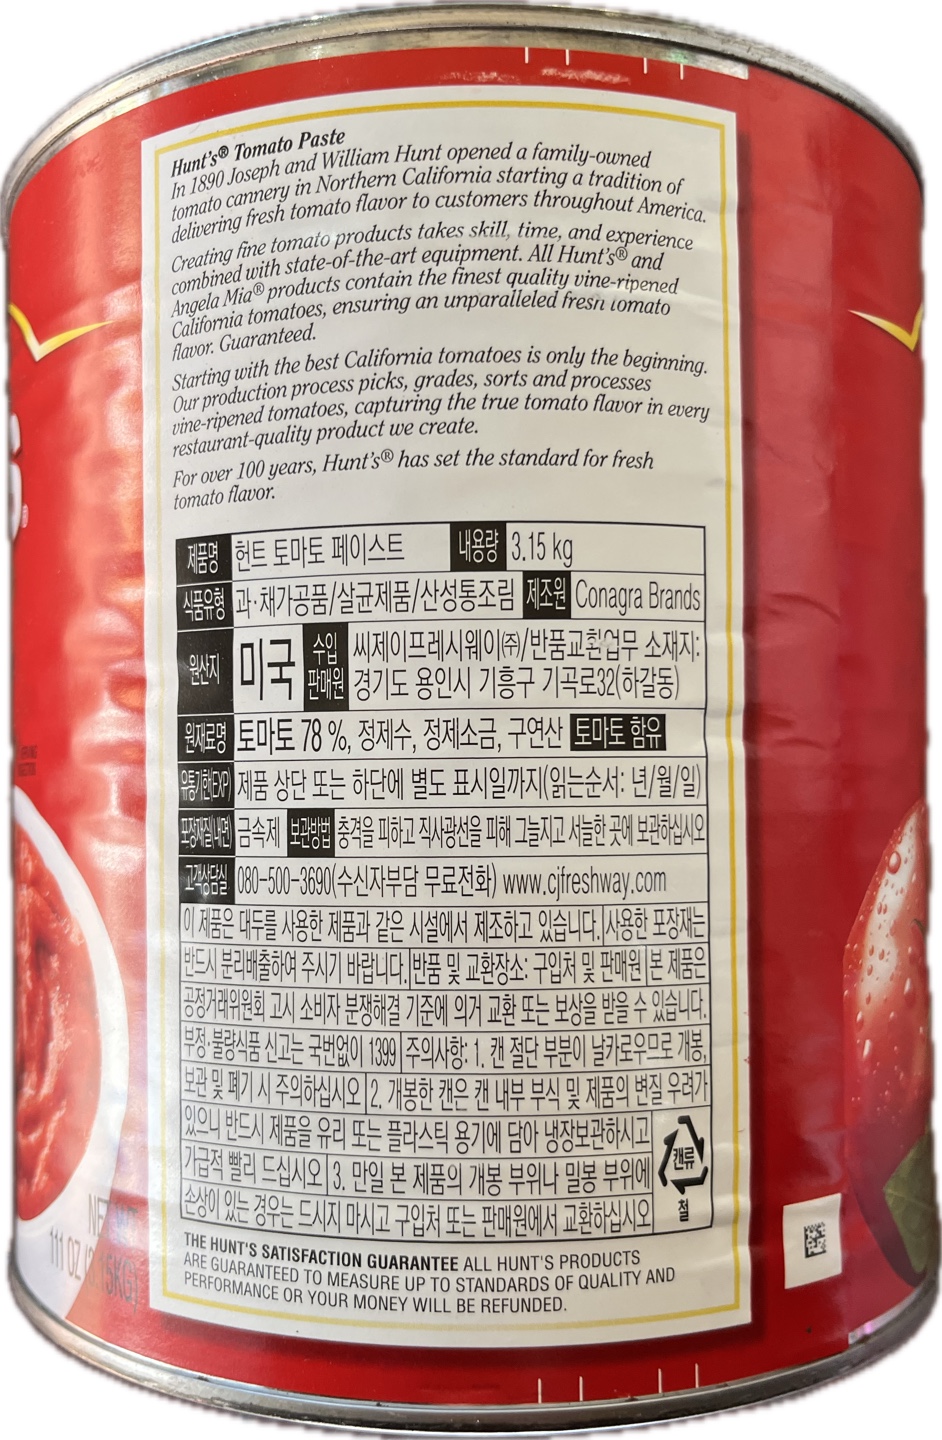 Hunt's® Tomato Paste
In 1890 Joseph and William Hunt opened a family-owned
tomato cannery in Northern California starting a tradition of
delivering fresh tomato flavor to customers throughout America.
Creating fine tomato products takes skill, time, and experience
combined with state-of-the-art equipment. All Hunt's® and
Angela Mia® products contain the finest quality vine-ripened
California tomatoes, ensuring an unparalleled fresh tomato
flavor. Guaranteed.
Starting with the best California tomatoes is only the beginning.
Our production process picks, grades, sorts and processes
vine-ripened tomatoes, capturing the true tomato flavor in every
restaurant-quality product we create.
For over 100 years, Hunt's® has set the standard for fresh
tomato flavor.
제품명 헌트 토마토 페이스트 내용량 3.15 kg
식품유형 과·채가공품/살균제품/산성통조림 제조원 Conagra Brands
원산지 미국 수입판매원 씨제이프레시웨이㈜/반품교환업무 소재지:
경기도 용인시 기흥구 기곡로32(하갈동)
원재료명 토마토 78 %, 정제수, 정제소금, 구연산 토마토 함유
유통기한(EXP) 제품 상단 또는 하단에 별도 표시일까지(읽는순서: 년/월/일)
포장재질(내면) 금속제 보관방법 충격을 피하고 직사광선을 피해 그늘지고 서늘한 곳에 보관하십시오
고객상담실 080-500-3690(수신자부담 무료전화) www.cjfreshway.com
이 제품은 대두를 사용한 제품과 같은 시설에서 제조하고 있습니다.|사용한 포장재는
반드시 분리배출하여 주시기 바랍니다.|반품 및 교환장소: 구입처 및 판매원|본 제품은
공정거래위원회 고시 소비자 분쟁해결 기준에 의거 교환 또는 보상을 받을 수 있습니다.
부정·불량식품 신고는 국번없이 1399|주의사항: 1. 캔 절단 부분이 날카로우므로 개봉,
보관 및 폐기 시 주의하십시오|2. 개봉한 캔은 캔 내부 부식 및 제품의 변질 우려가
있으니 반드시 제품을 유리 또는 플라스틱 용기에 담아 냉장보관하시고
가급적 빨리 드십시오|3. 만일 본 제품의 개봉 부위나 밀봉 부위에
손상이 있는 경우는 드시지 마시고 구입처 또는 판매원에서 교환하십시오
캔류
철
THE HUNT'S SATISFACTION GUARANTEE ALL HUNT'S PRODUCTS
ARE GUARANTEED TO MEASURE UP TO STANDARDS OF QUALITY AND
PERFORMANCE OR YOUR MONEY WILL BE REFUNDED.
111 OZ